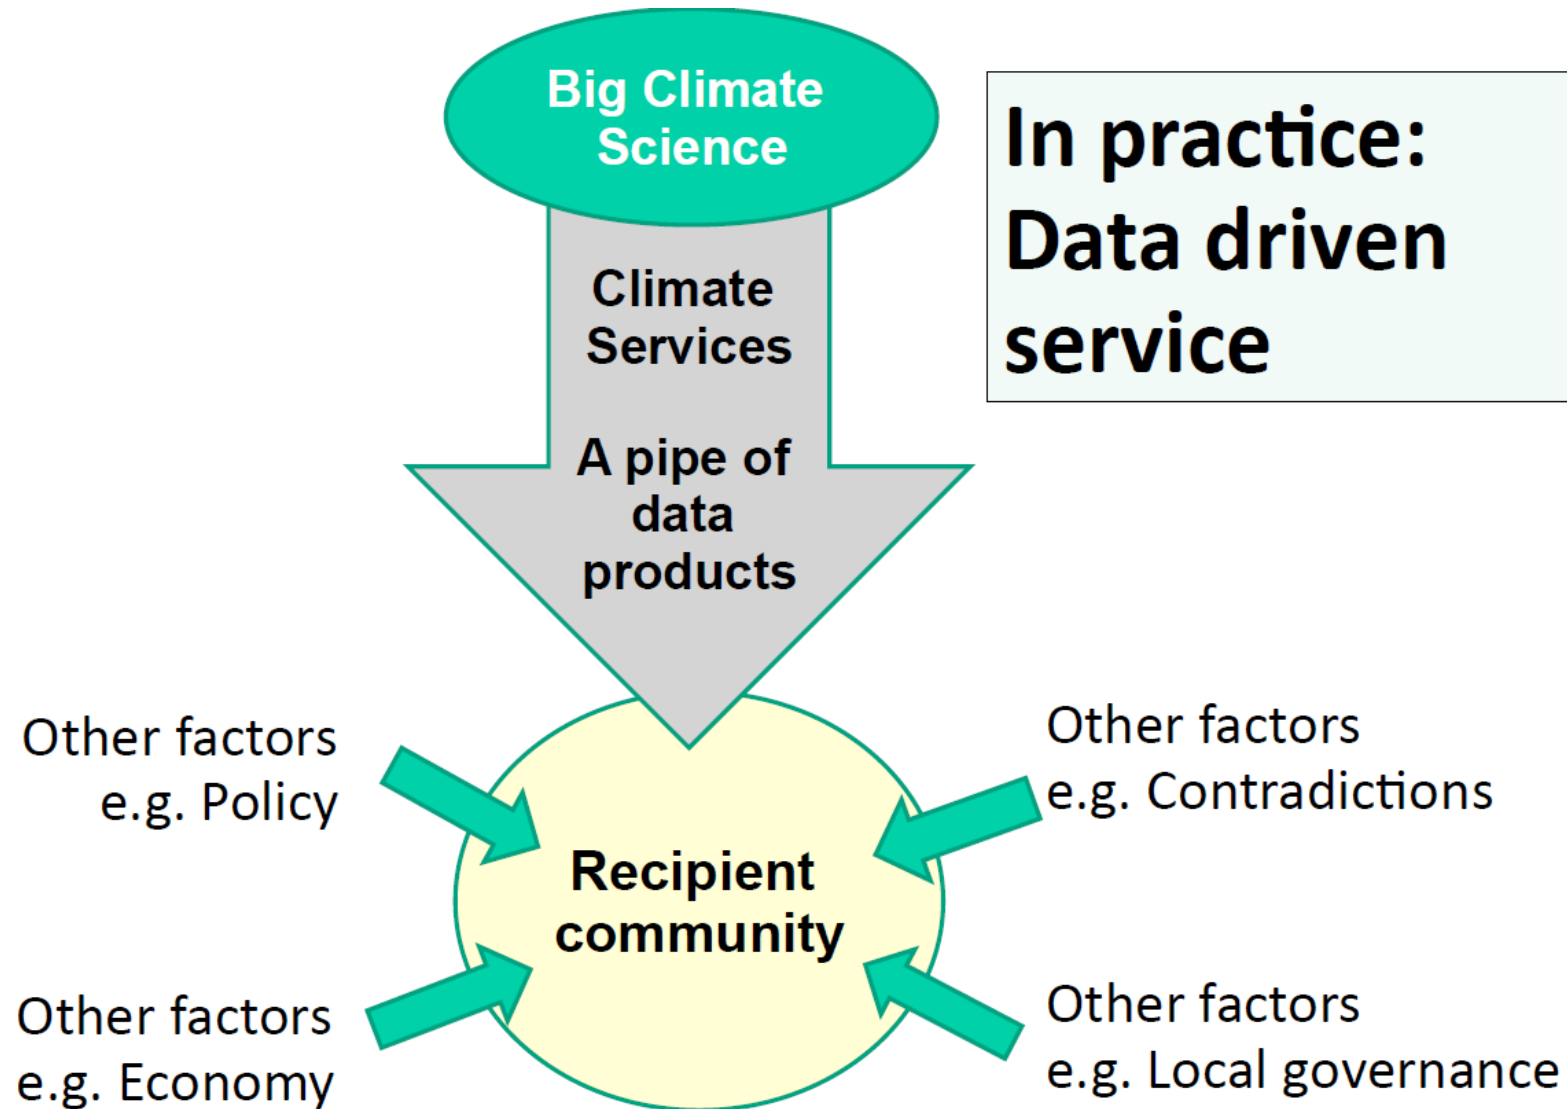 Big Climate
Science
In practice:
Data driven
service
Climate
Services
A pipe of
data
products
Other factors
e.g. Policy
Other factors
e.g. Contradictions
Recipient
community
Other factors
e.g. Economy
Other factors
e.g. Local governance